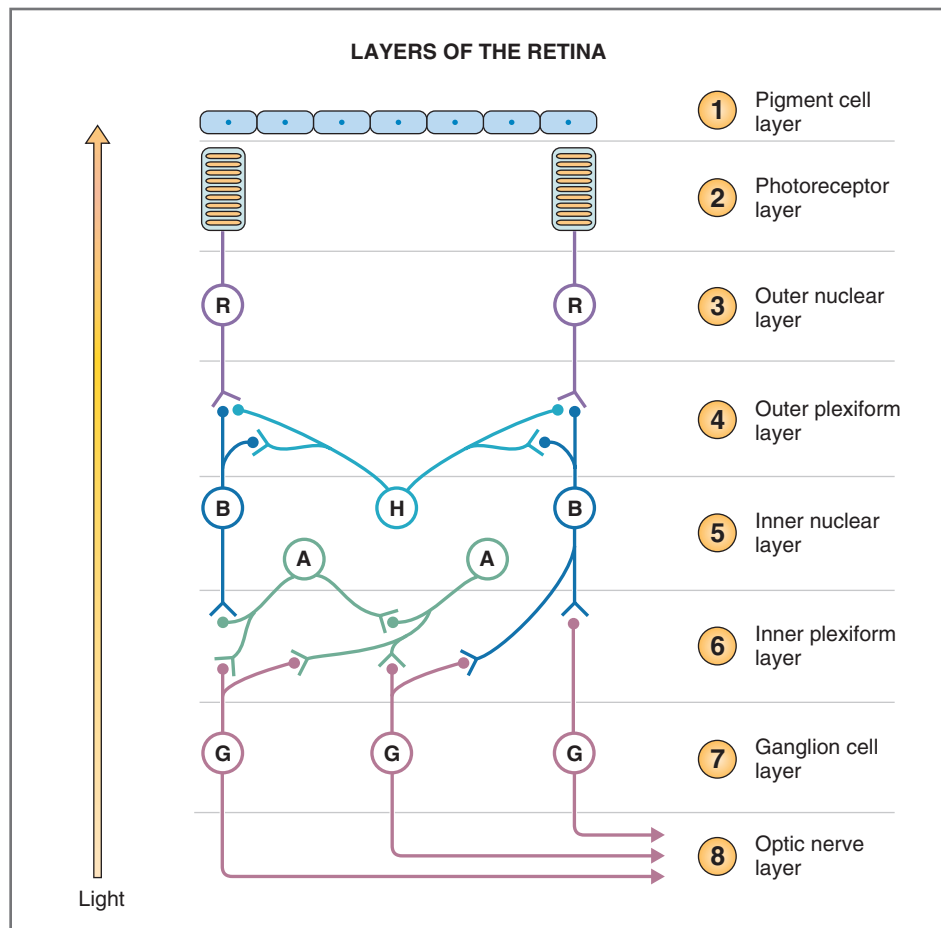 LAYERS OF THE RETINA
1 Pigment cell
layer
2 Photoreceptor
layer
R R
3 Outer nuclear
layer
4 Outer plexiform
layer
B H B
5 Inner nuclear
layer
A A
6 Inner plexiform
layer
G G G
7 Ganglion cell
layer
8 Optic nerve
layer
Light